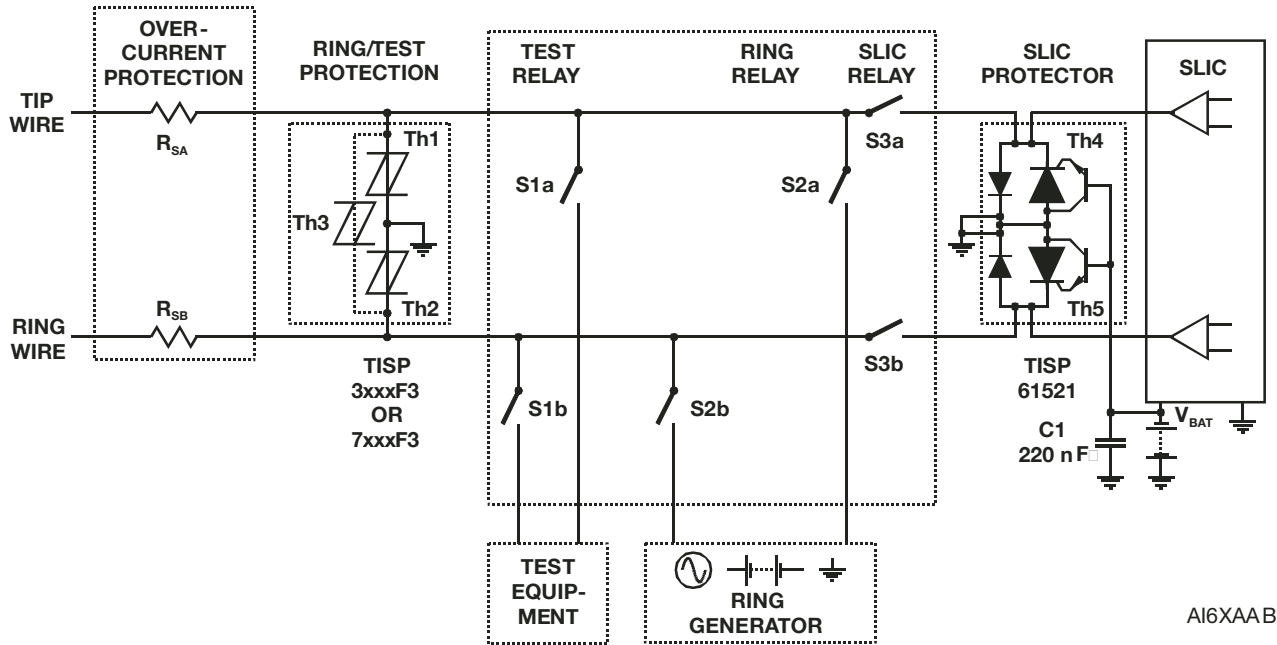 OVER-
CURRENT
PROTECTION
RING/TEST
PROTECTION
TEST
RELAY
RING
RELAY
SLIC
RELAY
SLIC
PROTECTOR
SLIC
TIP
WIRE
RSA
Th1
Th3
Th2
S1a
S2a
S3a
Th4
Th5
RING
WIRE
RSB
TISP
3xxxF3
OR
7xxxF3
S1b
S2b
S3b
TISP
61521
C1
220 nF
VBAT
TEST
EQUIP-
MENT
RING
GENERATOR
AI6XAAB